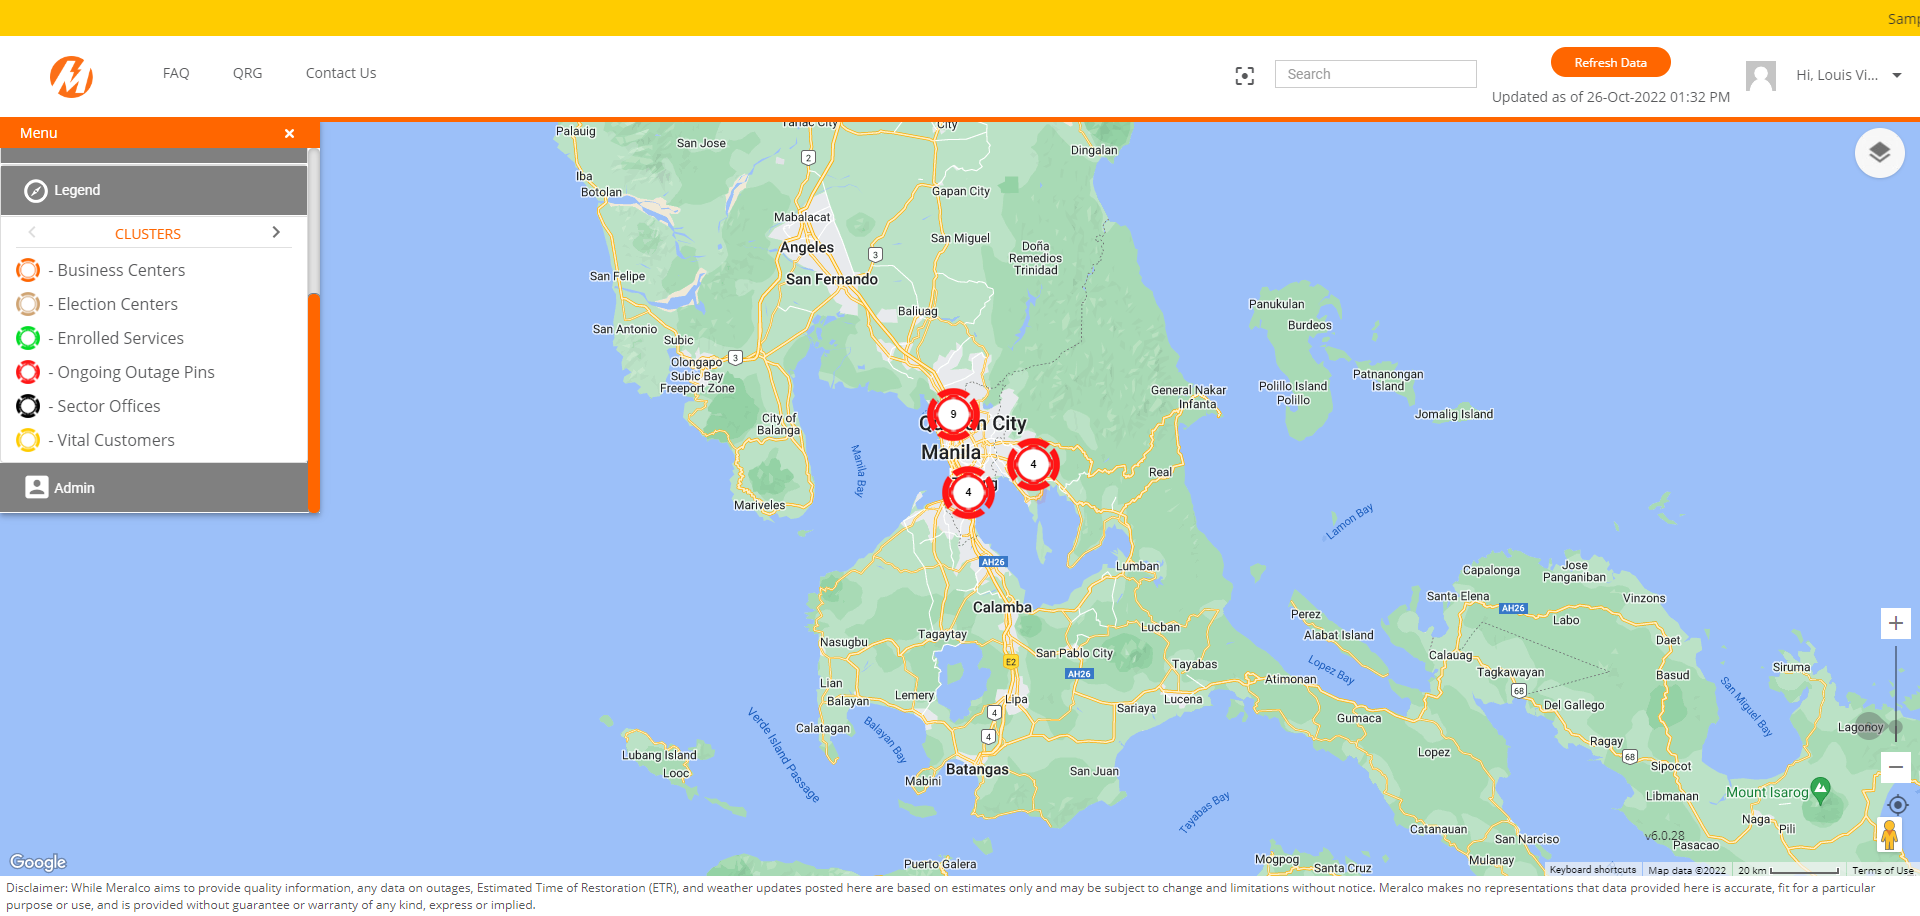 FAQ
QRG
Contact Us
Search
Refresh Data
Updated as of 26-Oct-2022 01:32 PM
Hi, Louis Vi...
Menu
Legend
CLUSTERS
- Business Centers
- Election Centers
- Enrolled Services
- Ongoing Outage Pins
- Sector Offices
- Vital Customers
Admin
Palauig
City
San Jose
2
Dingalan
Iba
Botolan
Gapan City
Mabalacat
Angeles
San Miguel
3
Doña
Remedios
Trinidad
San Felipe
San Fernando
Panukulan
Burdeos
Baliuag
San Antonio
Subic
Olongapo
3
Subic Bay
Freeport Zone
Patnanongan
Island
Polillo Island
Polillo
General Nakar
Infanta
Jomalig Island
City of
Balanga
9
City
Manila
4
4
Real
Manila Bay
Mariveles
Lamon Bay
AH26
Lumban
Capalonga
Jose
Panganiban
Santa Elena
AH26
Vinzons
Labo
Calamba
Perez
Alabat Island
Lucban
Tagaytay
Nasugbu
San Pablo City
E2
AH26
Tayabas
Calauag
Daet
Lopez Bay
Tagkawayan
68
Basud
Siruma
Lian
Lemery
Balayan
Lipa
4
Lucena
Sariaya
Atimonan
Gumaca
Del Gallego
San Miguel Bay
Lagonoy
Calatagan
Balayan Bay
4
Verde Island Passage
Lubang Island
Looc
Batangas
Mabini
San Juan
Lopez
Ragay
68
Sipocot
Libmanan
Mount Isarog
Tayabas Bay
Catanauan
San Narciso
Naga
Pili
v6.0.28
Pasacao
Mulanay
Mogpog
Santa Cruz
Puerto Galera
Google
Keyboard shortcuts
Map data ©2022
20 km
Terms of Use
Disclaimer: While Meralco aims to provide quality information, any data on outages, Estimated Time of Restoration (ETR), and weather updates posted here are based on estimates only and may be subject to change and limitations without notice. Meralco makes no representations that data provided here is accurate, fit for a particular
purpose or use, and is provided without guarantee or warranty of any kind, express or implied.